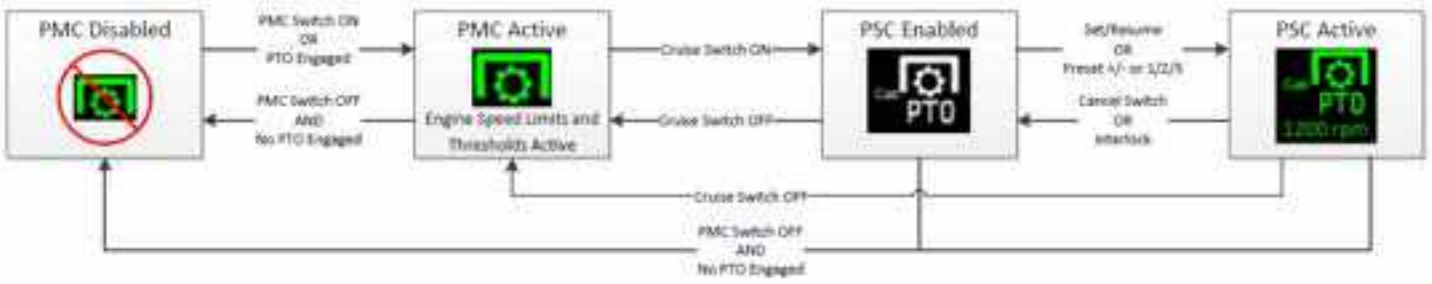 PMC Disabled
PMC Switch ON
OR
PTO Engaged
PMC Switch OFF
AND
No PTO Engaged
PMC Active
Engine Speed Limits and
Thresholds Active
Cruise Switch ON
Cruise Switch OFF
PSC Enabled
PTO
Set/Resume
OR
Preset +/- or 1/2/3
Cancel Switch
OR
Interlock
PSC Active
PTO
1200 rpm
Cruise Switch OFF
PMC Switch OFF
AND
No PTO Engaged